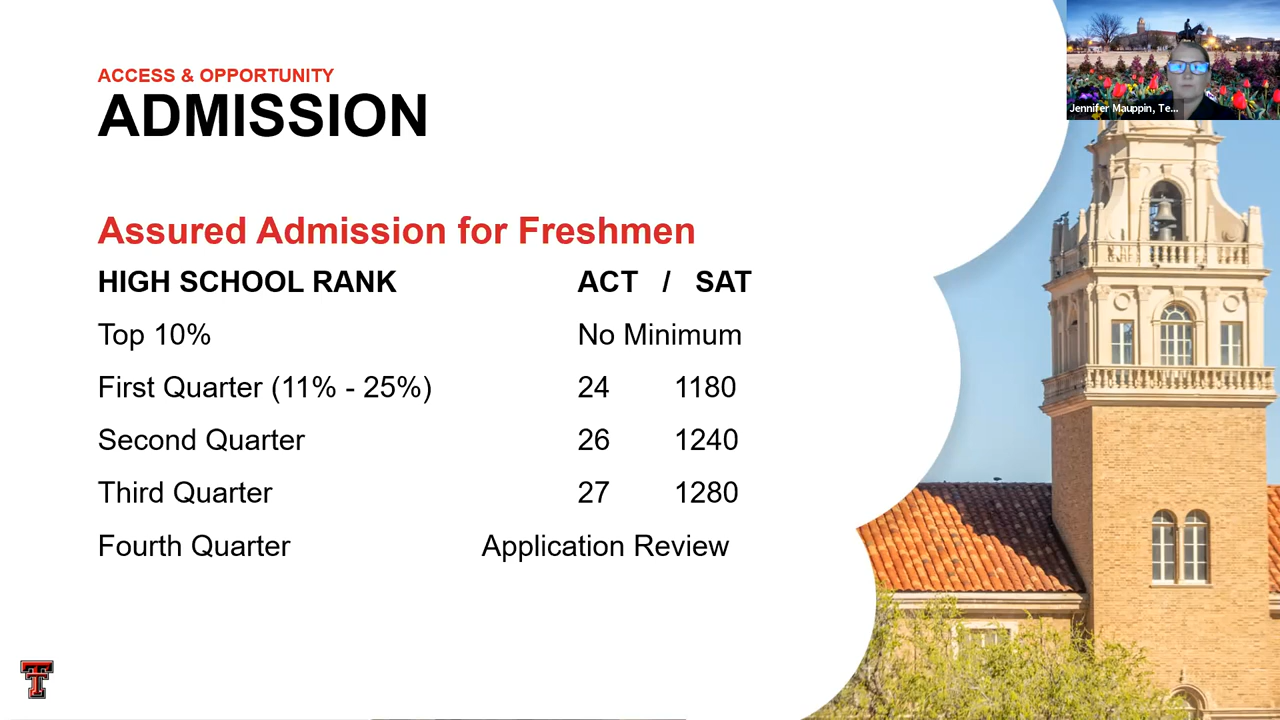 ACCESS & OPPORTUNITY
ADMISSION
Jennifer Mauppin, Te...
Assured Admission for Freshmen
HIGH SCHOOL RANK ACT / SAT
Top 10% No Minimum
First Quarter (11% - 25%) 24 1180
Second Quarter 26 1240
Third Quarter 27 1280
Fourth Quarter Application Review